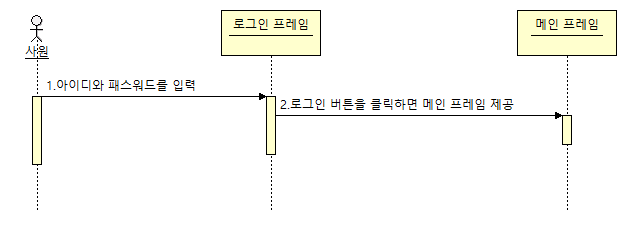 로그인 프레임
메인 프레임
사원
1.아이디와 패스워드를 입력
2.로그인 버튼을 클릭하면 메인 프레임 제공